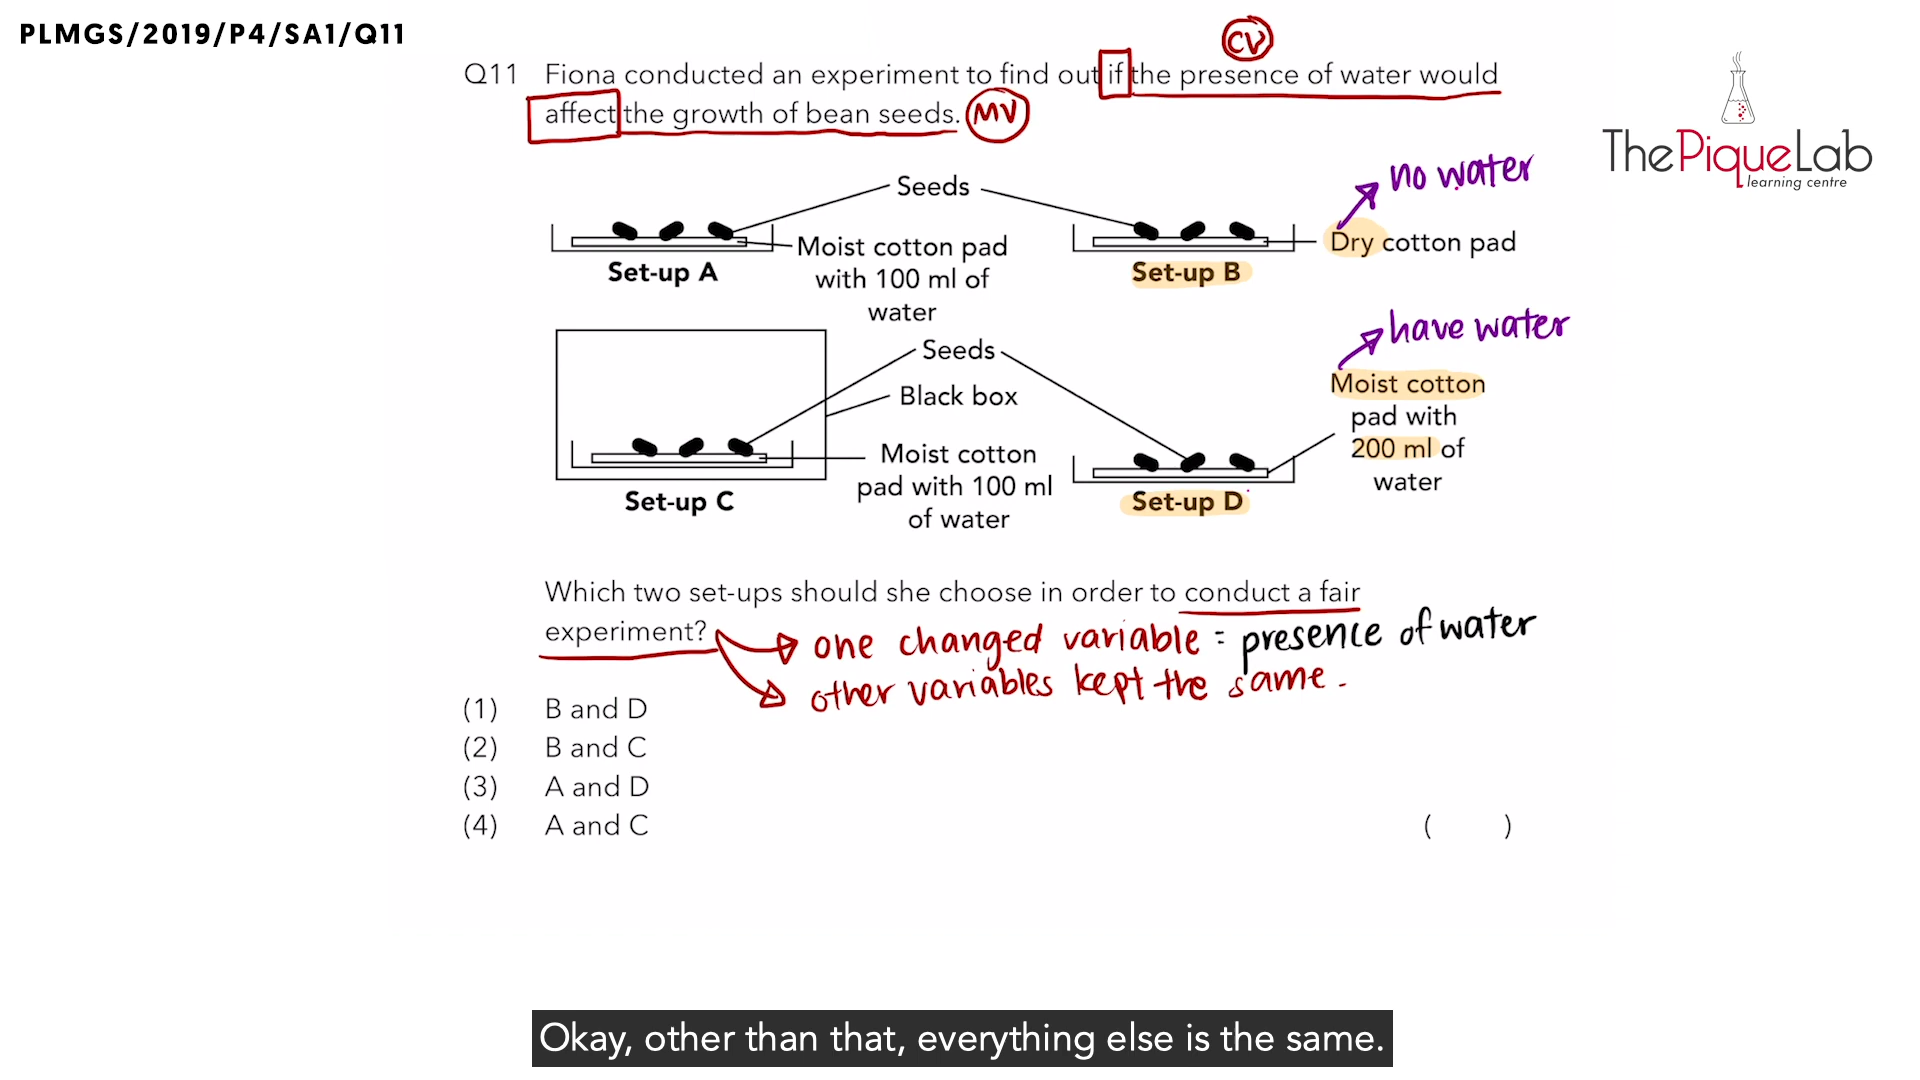 PLMGS/2019/P4/SA1/Q11
CV
Q11 Fiona conducted an experiment to find out if the presence of water would
affect the growth of bean seeds. MV
ThePiqueLab
learning centre
no water
Seeds
Moist cotton pad
with 100 ml of
water
Set-up A
Dry cotton pad
Set-up B
have water
Seeds
Black box
Moist cotton
pad with 100 ml
of water
Set-up C
Moist cotton
pad with
200 ml of
water
Set-up D
Which two set-ups should she choose in order to conduct a fair
experiment?
one changed variable = presence of water
other variables kept the same.
(1) B and D
(2) B and C
(3) A and D
(4) A and C ( )
Okay, other than that, everything else is the same.